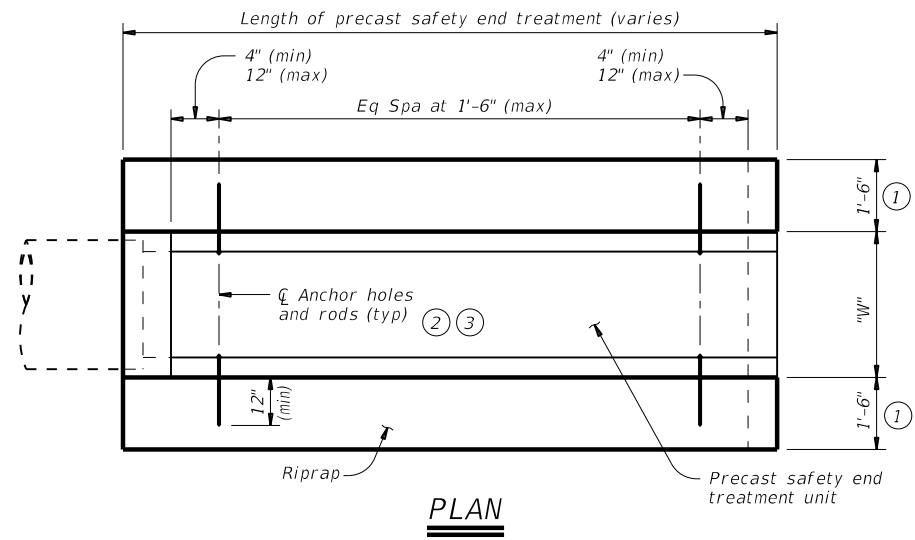 Length of precast safety end treatment (varies)
4" (min)
12" (max)
4" (min)
12" (max)
Eq Spa at 1'-6" (max)
1'-6"
1
℄ Anchor holes
and rods (typ)
2 3
"W"
12"
(min)
1'-6"
1
Riprap
Precast safety end
treatment unit
PLAN